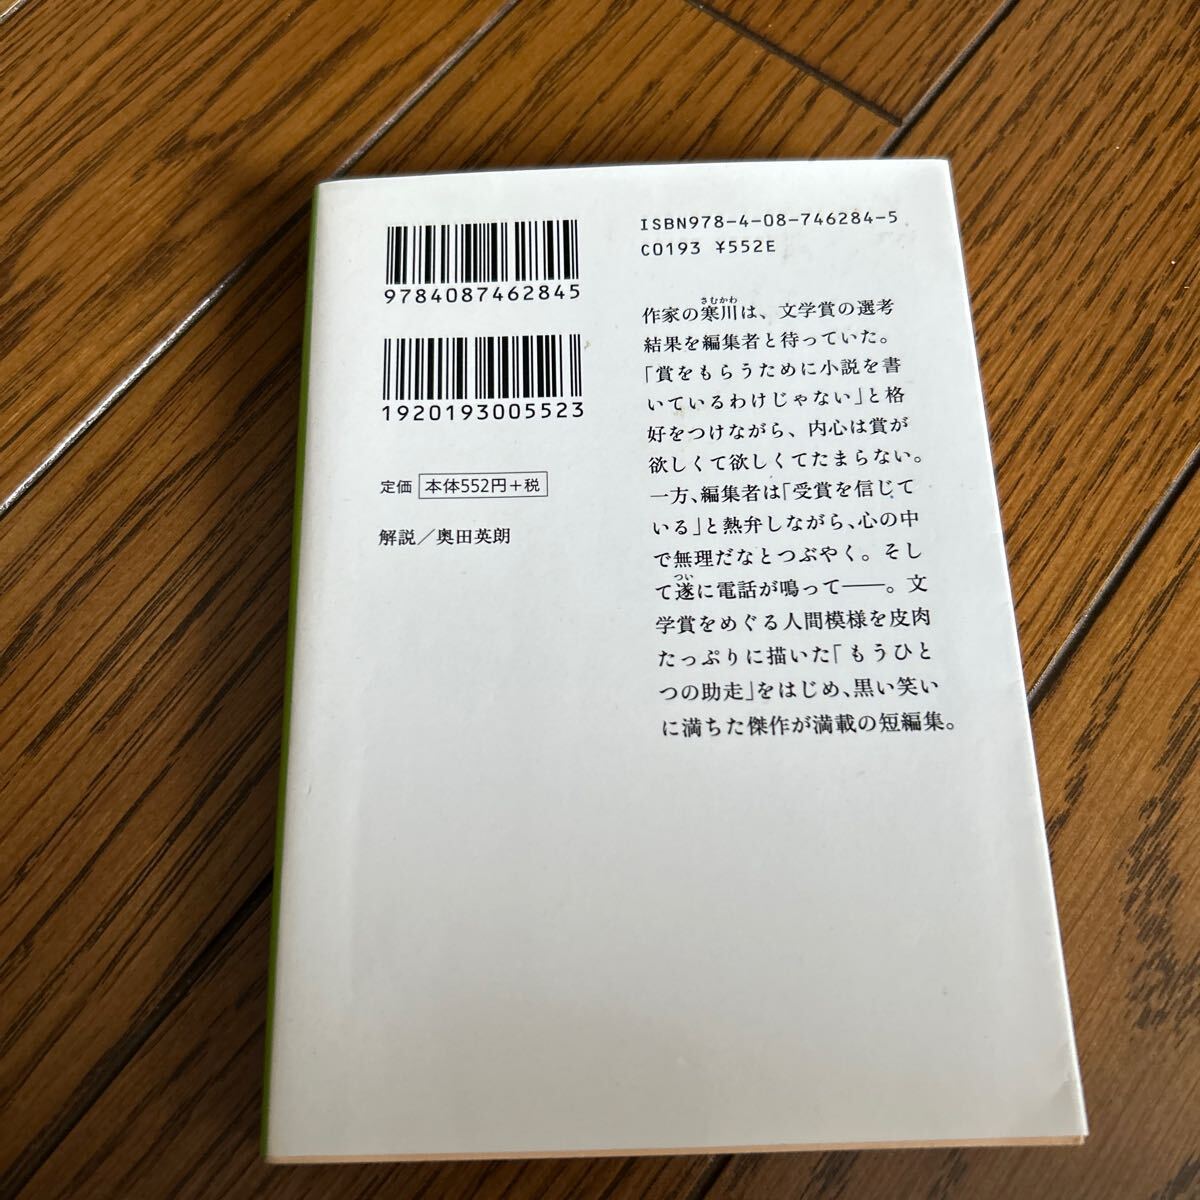 9784087462845
1920193005523
定価 本体552円+税
解説／奥田英朗
ISBN978-4-08-746284-5
C0193 ¥552E
さむかわ
作家の寒川は、文学賞の選考
結果を編集者と待っていた。
「賞をもらうために小説を書
いているわけじゃない」と格
好をつけながら、内心は賞が
欲しくて欲しくてたまらない。
一方、編集者は「受賞を信じて
いる」と熱弁しながら、心の中
で無理だなとつぶやく。そし
つい
て遂に電話が鳴って――。文
学賞をめぐる人間模様を皮肉
たっぷりに描いた「もうひと
つの助走」をはじめ、黒い笑い
に満ちた傑作が満載の短編集。